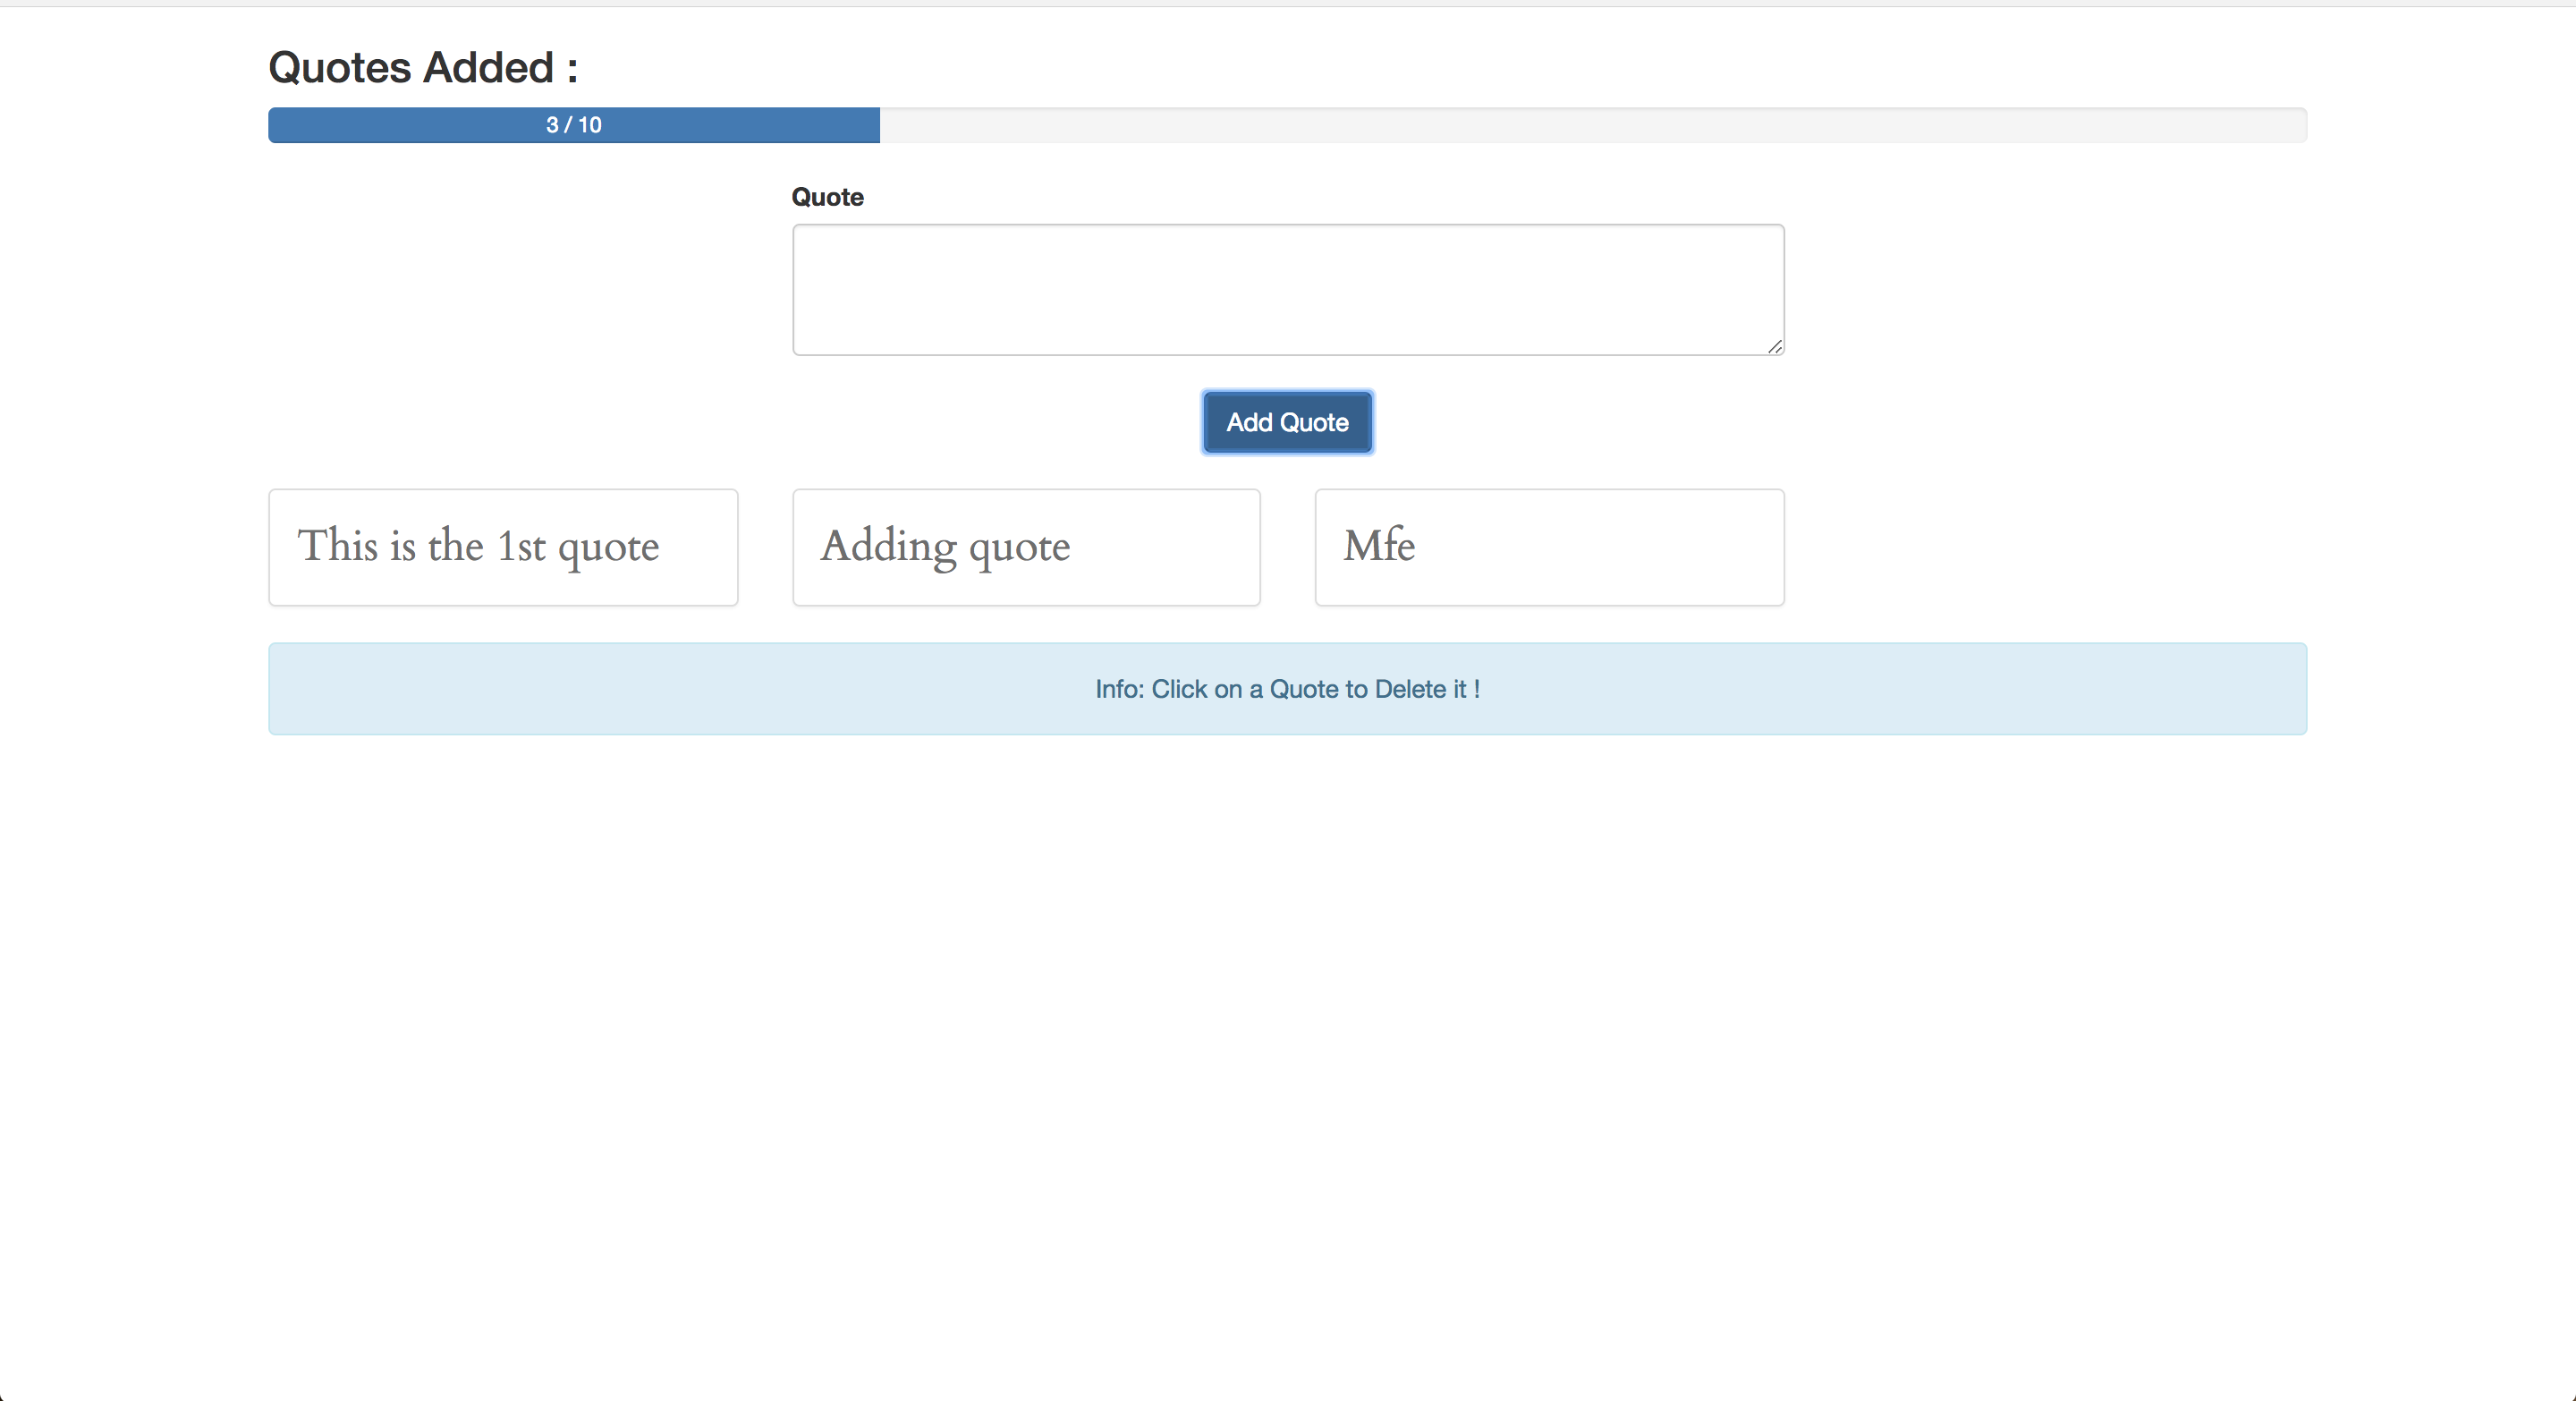 Quotes Added :
3 / 10
Quote
Add Quote
This is the 1st quote
Adding quote
Mfe
Info: Click on a Quote to Delete it !